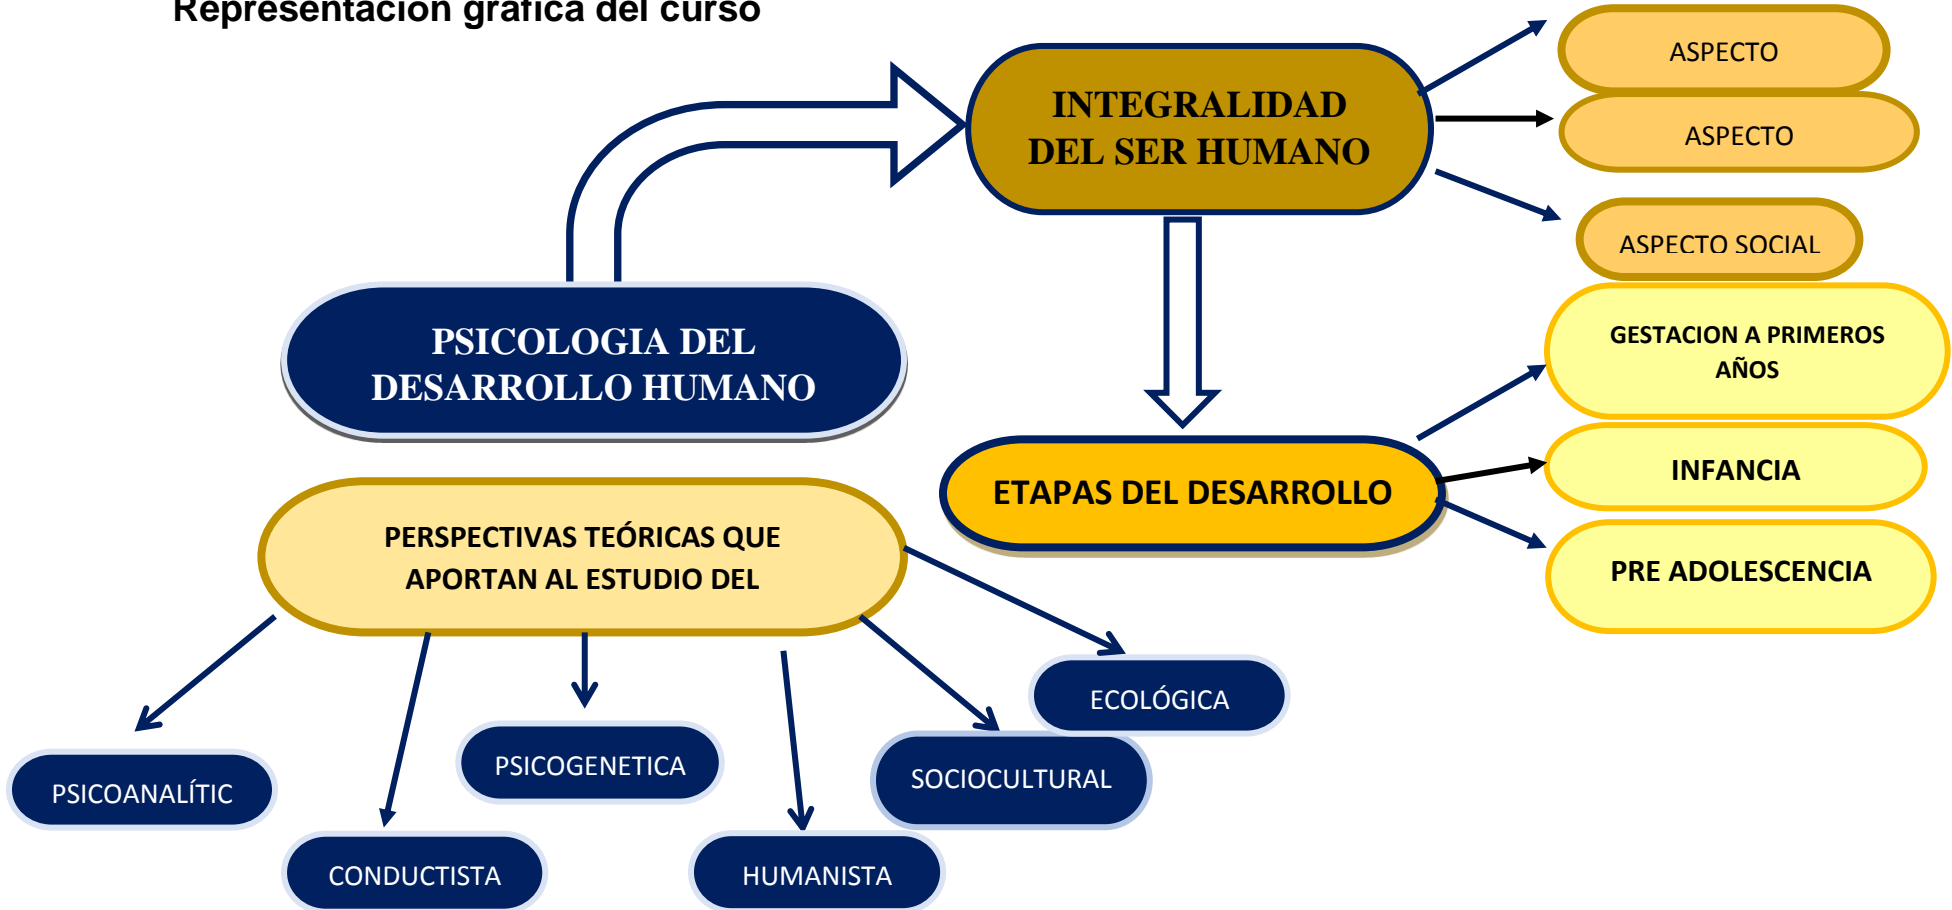 Representación gráfica del curso
ASPECTO
ASPECTO
ASPECTO SOCIAL
INTEGRALIDAD
DEL SER HUMANO
PSICOLOGIA DEL
DESARROLLO HUMANO
GESTACION A PRIMEROS
AÑOS
INFANCIA
PRE ADOLESCENCIA
ETAPAS DEL DESARROLLO
PERSPECTIVAS TEÓRICAS QUE
APORTAN AL ESTUDIO DEL
ECOLÓGICA
SOCIOCULTURAL
PSICOGENETICA
PSICOANALÍTIC
CONDUCTISTA
HUMANISTA